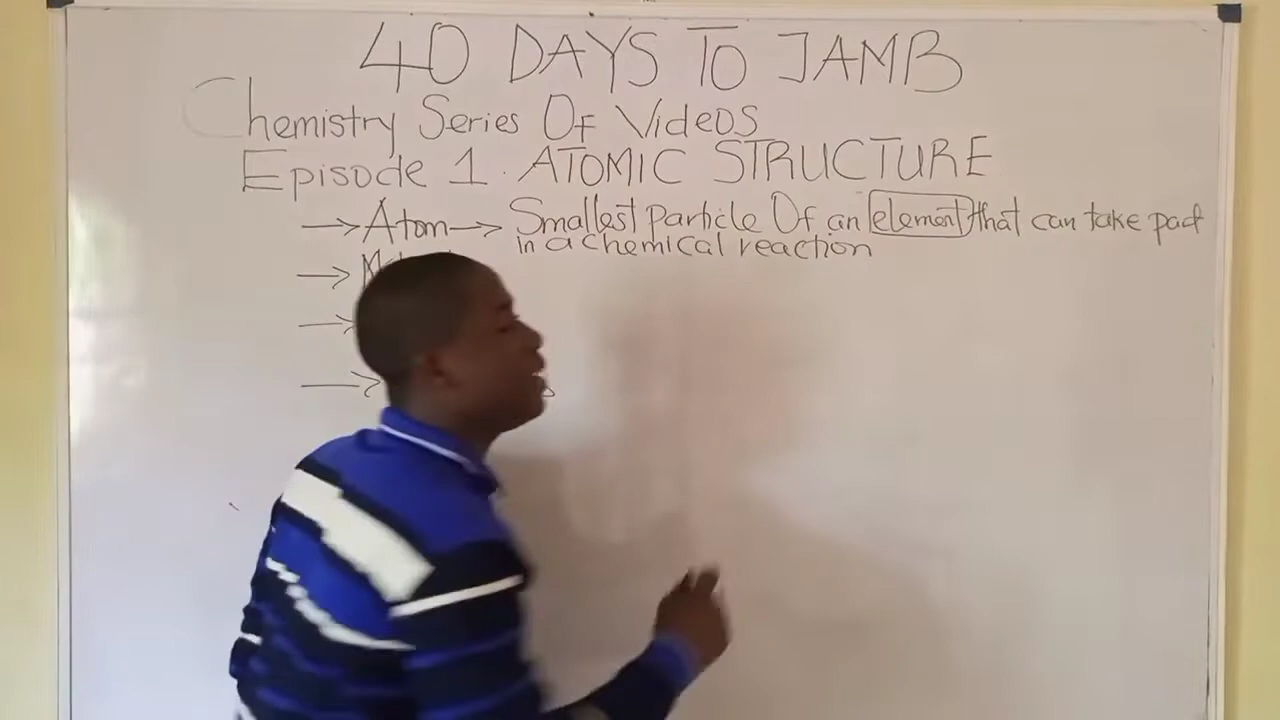 40 DAYS TO JAMB
Chemistry Series Of Videos
Episode 1. ATOMIC STRUCTURE
→ Atom → Smallest particle Of an element that can take part
in a chemical reaction
→
→
→